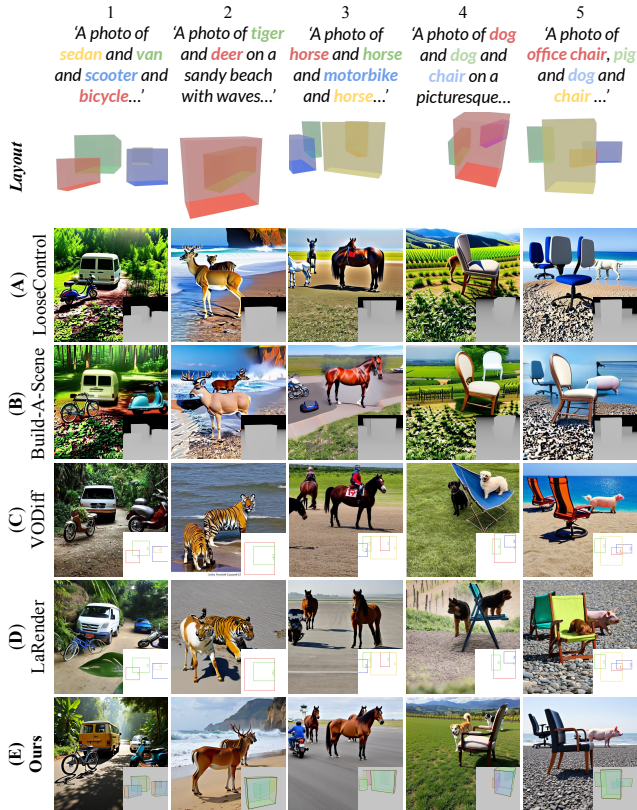 1
‘A photo of
sedan and van
and scooter and
bicycle...’
2
‘A photo of tiger
and deer on a
sandy beach
with waves...’
3
‘A photo of
horse and horse
and motorbike
and horse...’
4
‘A photo of dog
and dog and
chair on a
picturesque...
5
‘A photo of
office chair, pig
and dog and
chair ...’
Layout
(A)
LooseControl
(B)
Build-A-Scene
(C)
VODiff
(D)
LaRender
(E)
Ours